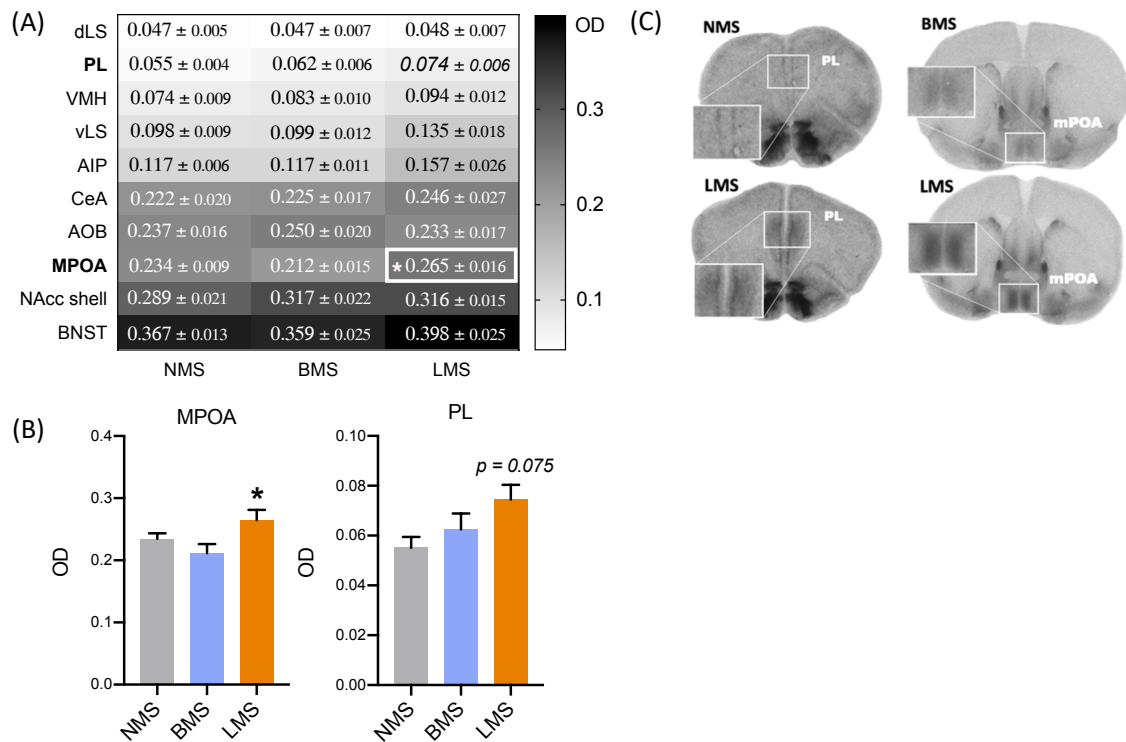 (A)
OD
dLS 0.047 ± 0.005 0.047 ± 0.007 0.048 ± 0.007
PL 0.055 ± 0.004 0.062 ± 0.006 0.074 ± 0.006
VMH 0.074 ± 0.009 0.083 ± 0.010 0.094 ± 0.012
vLS 0.098 ± 0.009 0.099 ± 0.012 0.135 ± 0.018
AIP 0.117 ± 0.006 0.117 ± 0.011 0.157 ± 0.026
CeA 0.222 ± 0.020 0.225 ± 0.017 0.246 ± 0.027
AOB 0.237 ± 0.016 0.250 ± 0.020 0.233 ± 0.017
MPOA 0.234 ± 0.009 0.212 ± 0.015 * 0.265 ± 0.016
NAcc shell 0.289 ± 0.021 0.317 ± 0.022 0.316 ± 0.015
BNST 0.367 ± 0.013 0.359 ± 0.025 0.398 ± 0.025
NMS BMS LMS
0.3
0.2
0.1
(B)
MPOA
OD
0.4
0.3
0.2
0.1
0.0
*
NMS BMS LMS
PL
OD
0.10
0.08
0.06
0.04
0.02
0.00
p = 0.075
NMS BMS LMS
(C)
NMS
PL
BMS
mPOA
LMS
PL
LMS
mPOA